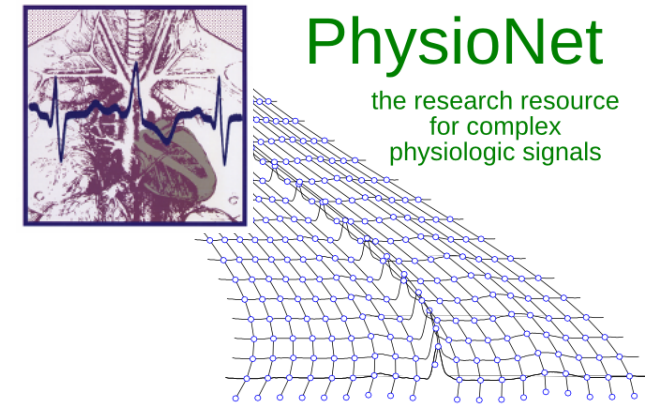 PhysioNet
the research resource
for complex
physiologic signals